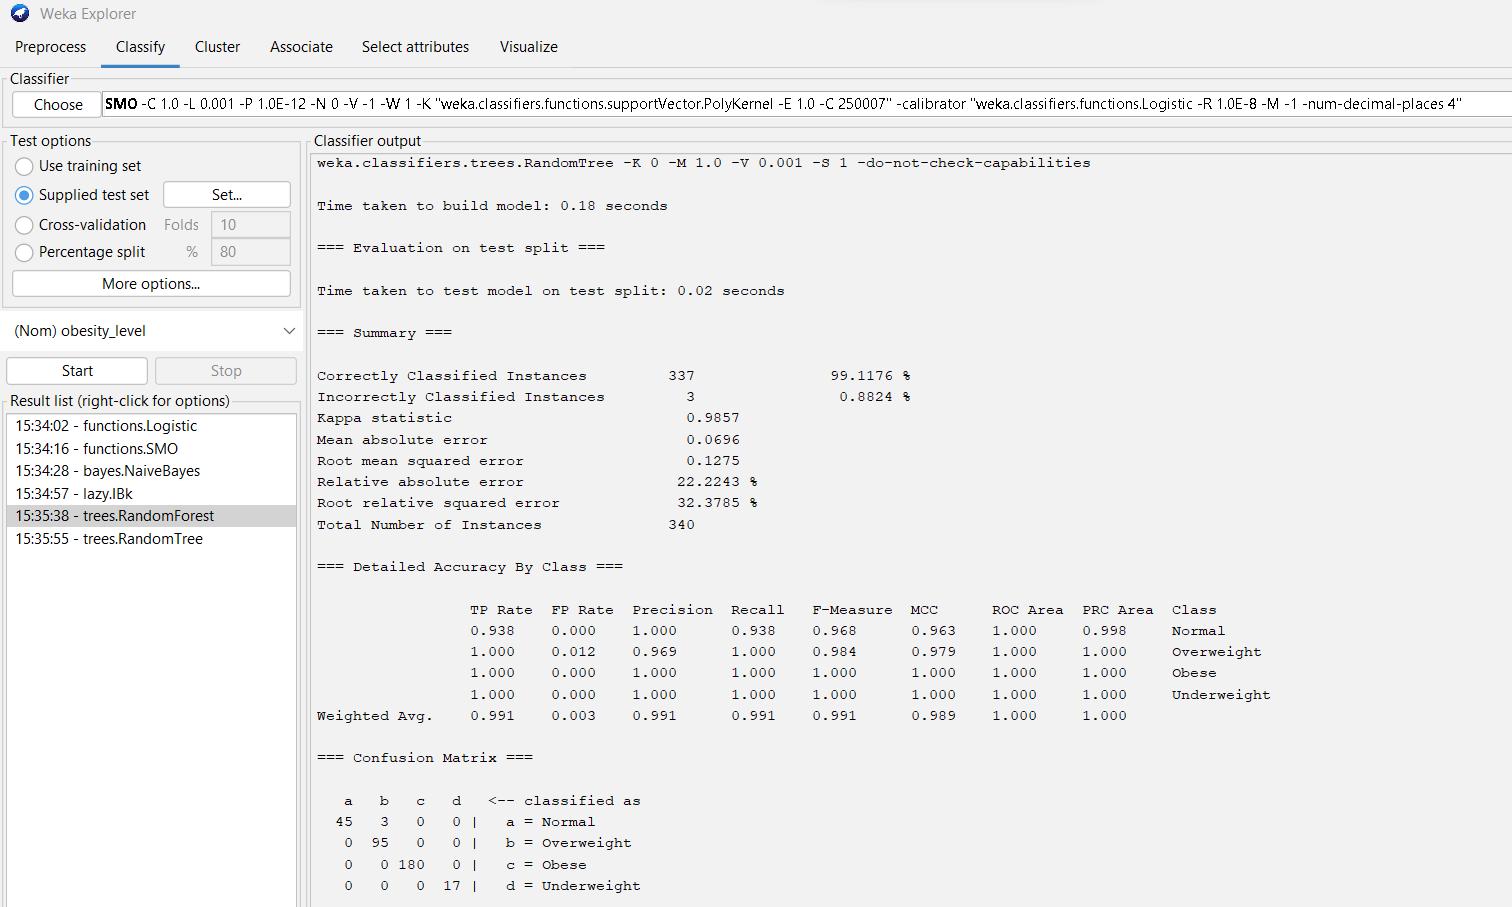 Weka Explorer
Preprocess Classify Cluster Associate Select attributes Visualize
Classifier
Choose SMO -C 1.0 -L 0.001 -P 1.0E-12 -N 0 -V -1 -W 1 -K "weka.classifiers.functions.supportVector.PolyKernel -E 1.0 -C 250007" -calibrator "weka.classifiers.functions.Logistic -R 1.0E-8 -M -1 -num-decimal-places 4"
Test options
Use training set
Supplied test set Set...
Cross-validation Folds 10
Percentage split % 80
More options...
(Nom) obesity_level
Start Stop
Result list (right-click for options)
15:34:02 - functions.Logistic
15:34:16 - functions.SMO
15:34:28 - bayes.NaiveBayes
15:34:57 - lazy.IBk
15:35:38 - trees.RandomForest
15:35:55 - trees.RandomTree
Classifier output
weka.classifiers.trees.RandomTree -K 0 -M 1.0 -V 0.001 -S 1 -do-not-check-capabilities
Time taken to build model: 0.18 seconds
=== Evaluation on test split ===
Time taken to test model on test split: 0.02 seconds
=== Summary ===
Correctly Classified Instances 337 99.1176 %
Incorrectly Classified Instances 3 0.8824 %
Kappa statistic 0.9857
Mean absolute error 0.0696
Root mean squared error 0.1275
Relative absolute error 22.2243 %
Root relative squared error 32.3785 %
Total Number of Instances 340
=== Detailed Accuracy By Class ===
TP Rate FP Rate Precision Recall F-Measure MCC ROC Area PRC Area Class
0.938 0.000 1.000 0.938 0.968 0.963 1.000 0.998 Normal
1.000 0.012 0.969 1.000 0.984 0.979 1.000 1.000 Overweight
1.000 0.000 1.000 1.000 1.000 1.000 1.000 1.000 Obese
1.000 0.000 1.000 1.000 1.000 1.000 1.000 1.000 Underweight
Weighted Avg. 0.991 0.003 0.991 0.991 0.991 0.989 1.000 1.000
=== Confusion Matrix ===
a b c d <-- classified as
45 3 0 0 | a = Normal
0 95 0 0 | b = Overweight
0 0 180 0 | c = Obese
0 0 0 17 | d = Underweight